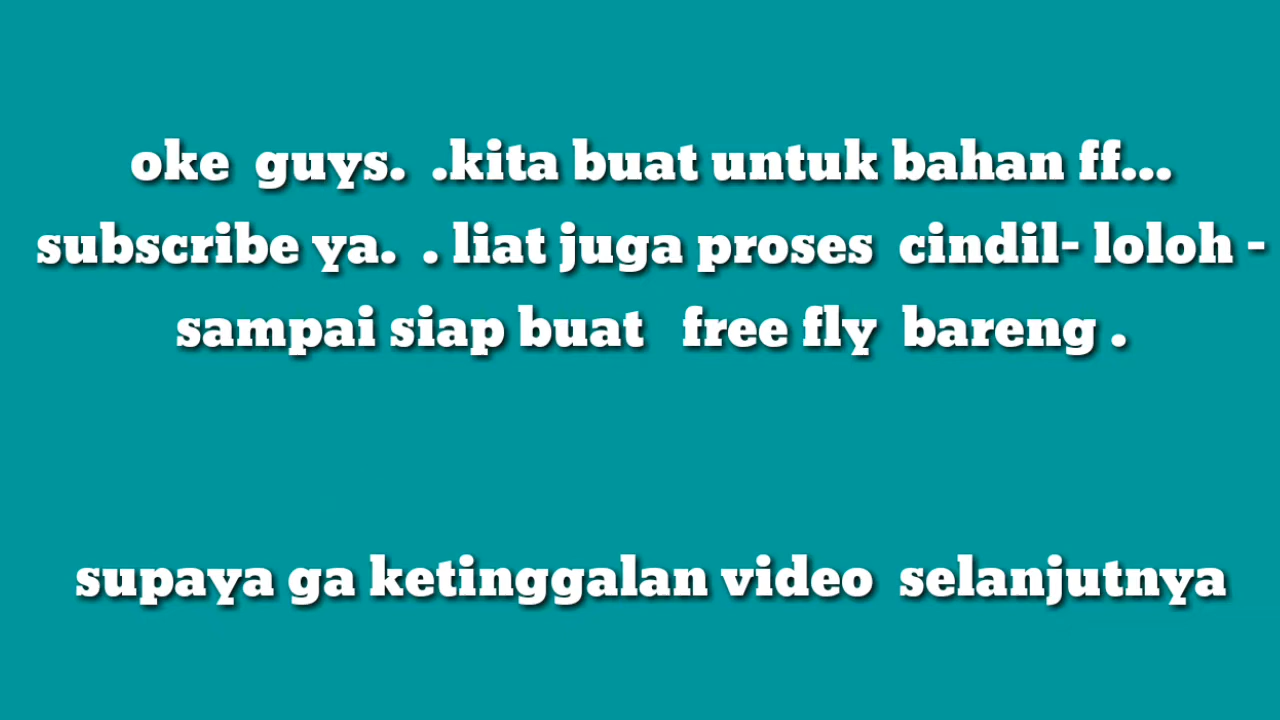 oke guys. .kita buat untuk bahan ff...
subscribe ya. . liat juga proses cindil- loloh -
sampai siap buat free fly bareng .
supaya ga ketinggalan video selanjutnya